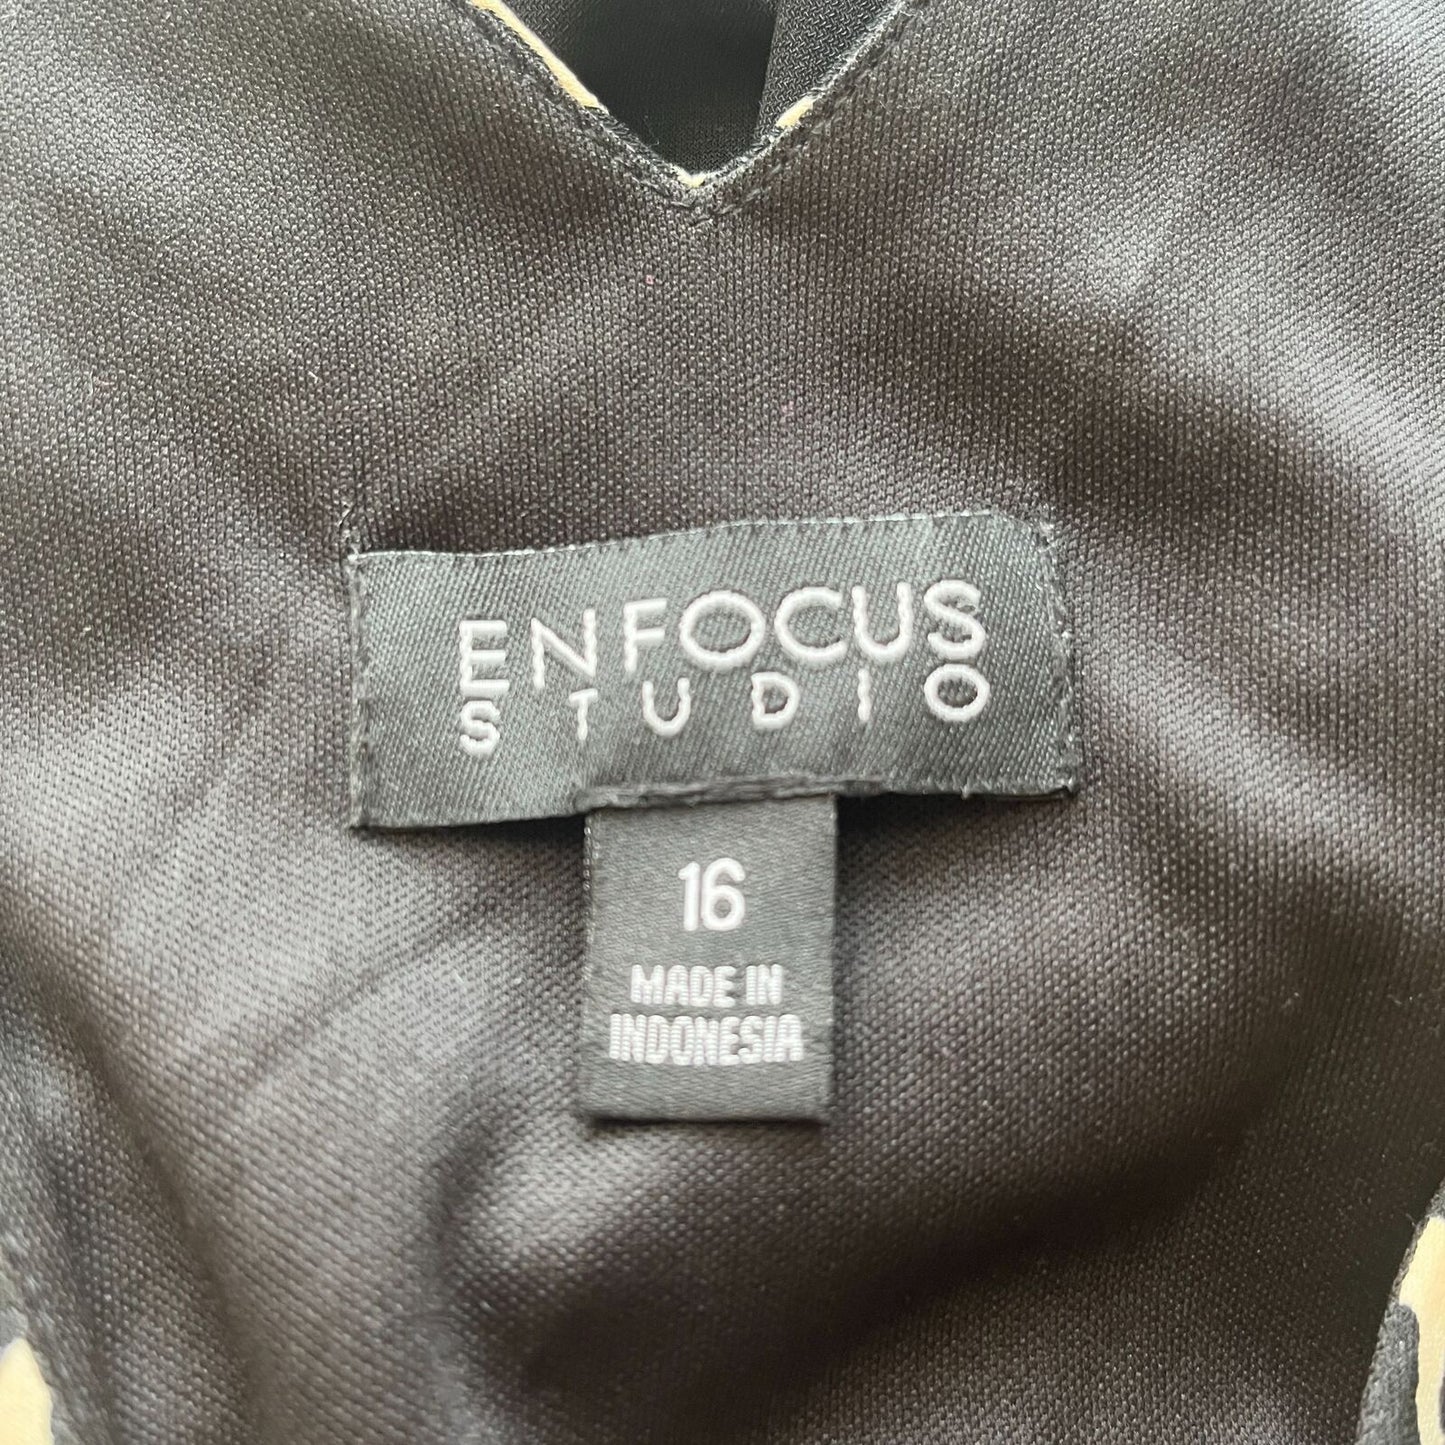 ENFOCUS
STUDIO
16
MADE IN
INDONESIA